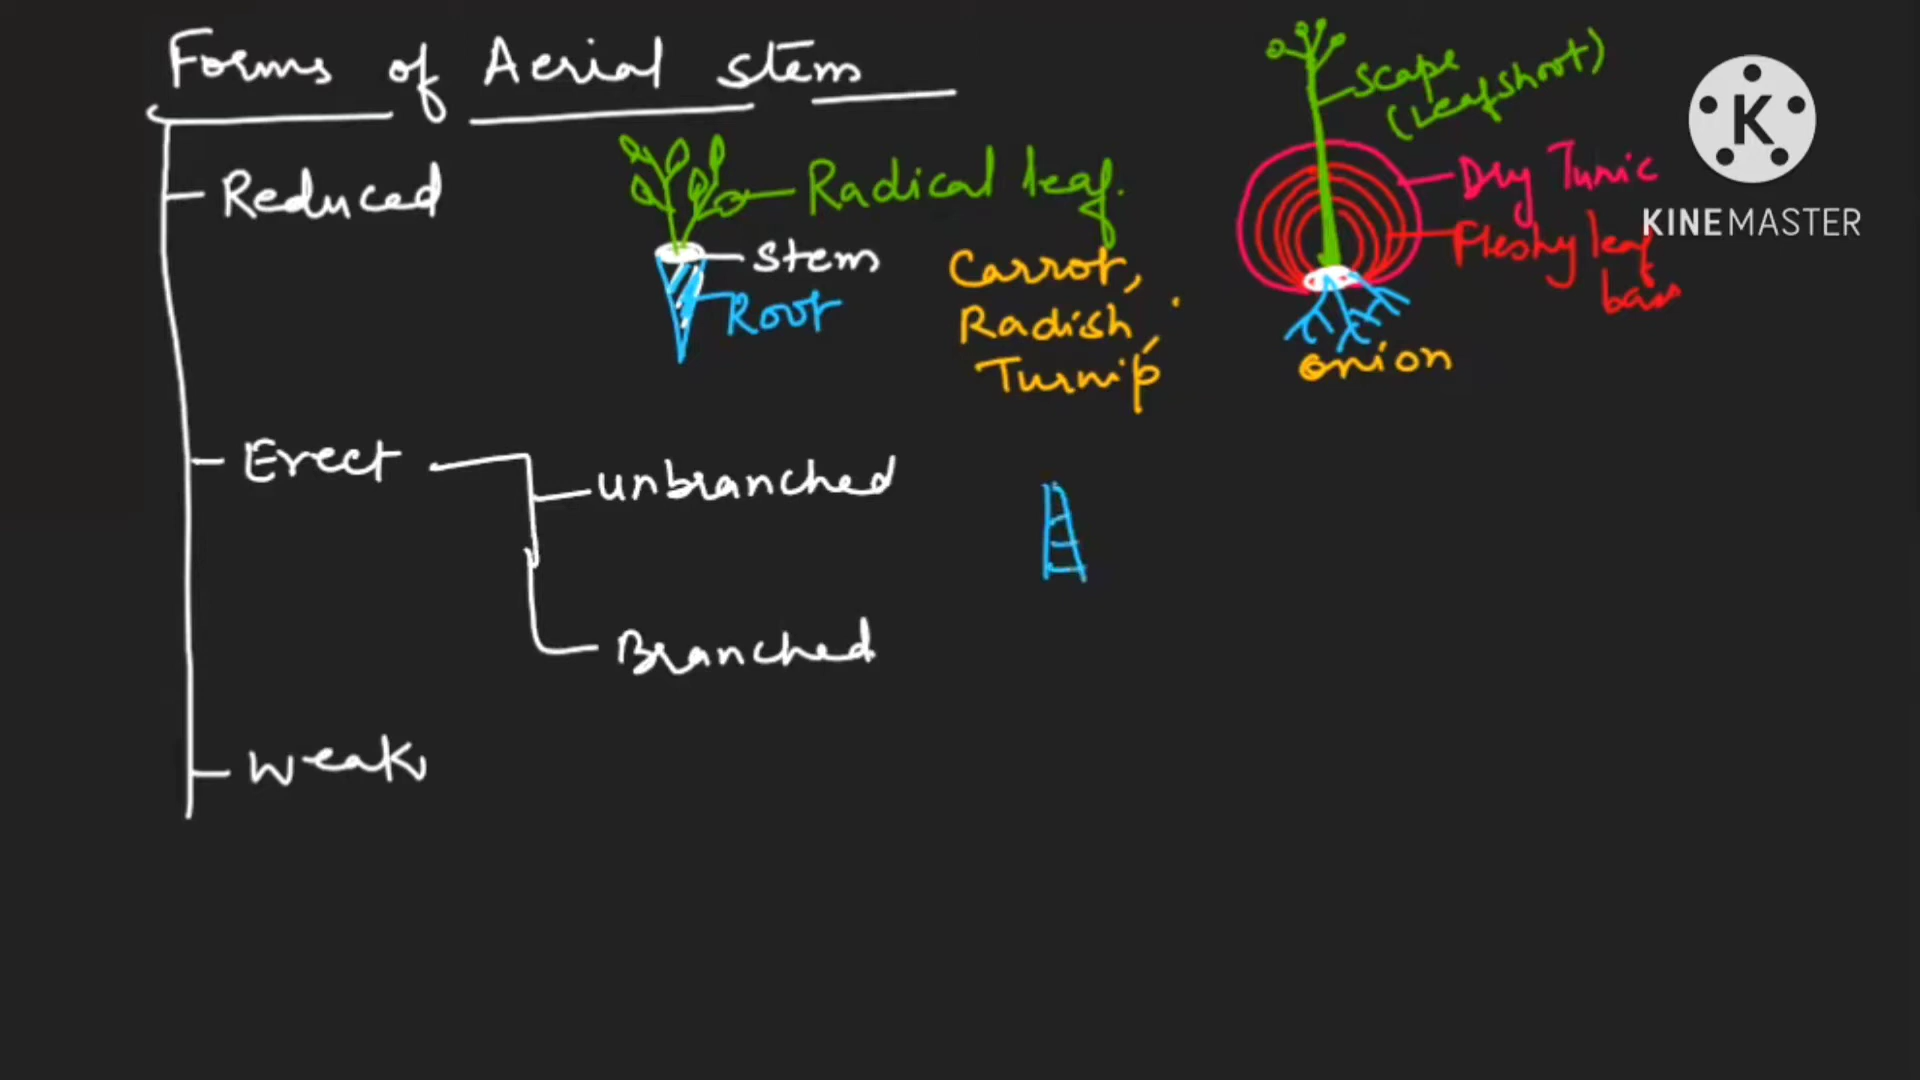 Forms of Aerial stem
Reduced
Radical leaf.
Stem
Root
Carrot,
Radish,
Turnip
scape
(Leafshoot)
Dry Tunic
Fleshy leaf
onion
Erect
unbranched
Branched
weak
K
KINEMASTER